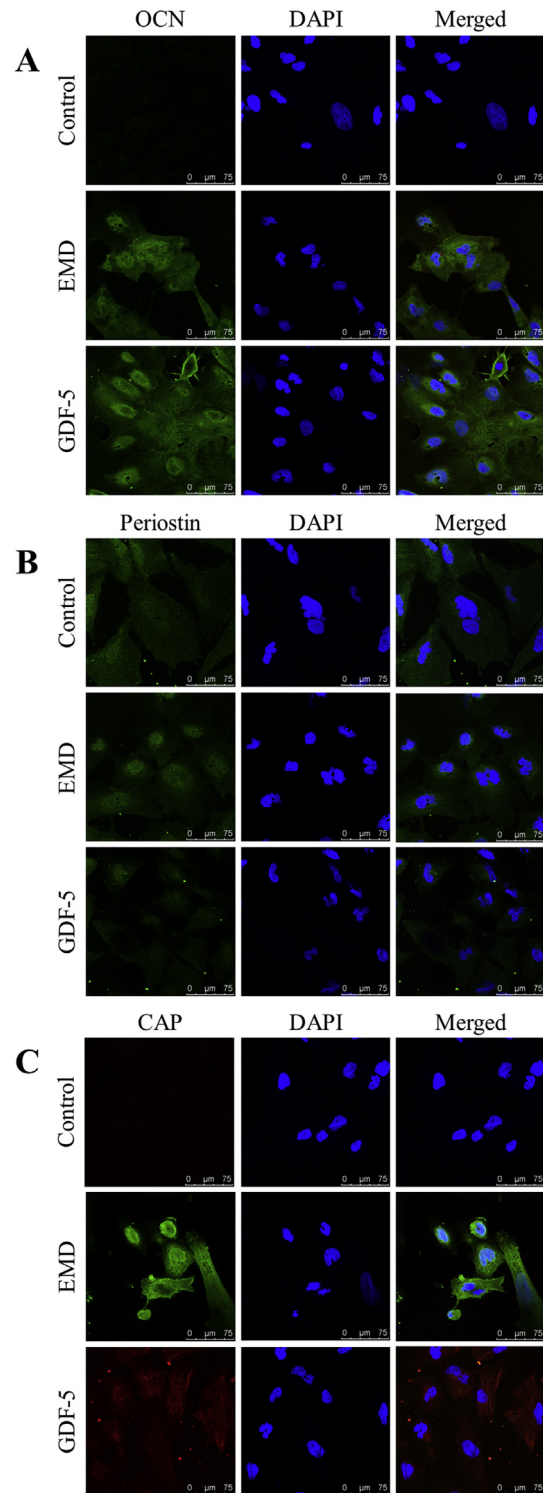 OCN DAPI Merged
A
Control
0 µm 75 0 µm 75 0 µm 75
EMD
0 µm 75 0 µm 75 0 µm 75
GDF-5
0 µm 75 0 µm 75 0 µm 75
Periostin DAPI Merged
B
Control
0 µm 75 0 µm 75 0 µm 75
EMD
0 µm 75 0 µm 75 0 µm 75
GDF-5
0 µm 75 0 µm 75 0 µm 75
CAP DAPI Merged
C
Control
0 µm 75 0 µm 75 0 µm 75
EMD
0 µm 75 0 µm 75 0 µm 75
GDF-5
0 µm 75 0 µm 75 0 µm 75